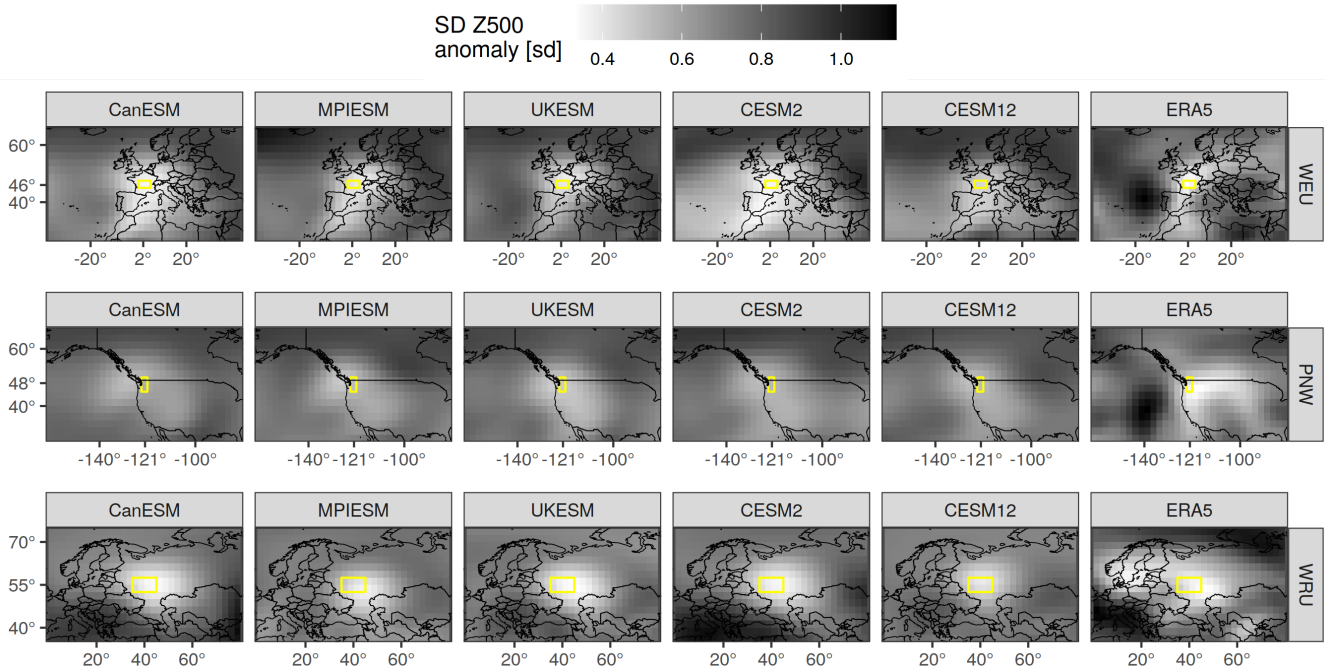 SD Z500
anomaly [sd]
0.4 0.6 0.8 1.0
CanESM MPIESM UKESM CESM2 CESM12 ERA5
60°
46°
40°
WEU
-20° 2° 20° -20° 2° 20° -20° 2° 20° -20° 2° 20° -20° 2° 20° -20° 2° 20°
CanESM MPIESM UKESM CESM2 CESM12 ERA5
60°
48°
40°
PNW
-140° -121° -100° -140° -121° -100° -140° -121° -100° -140° -121° -100° -140° -121° -100° -140° -121° -100°
CanESM MPIESM UKESM CESM2 CESM12 ERA5
70°
55°
40°
WRU
20° 40° 60° 20° 40° 60° 20° 40° 60° 20° 40° 60° 20° 40° 60° 20° 40° 60°